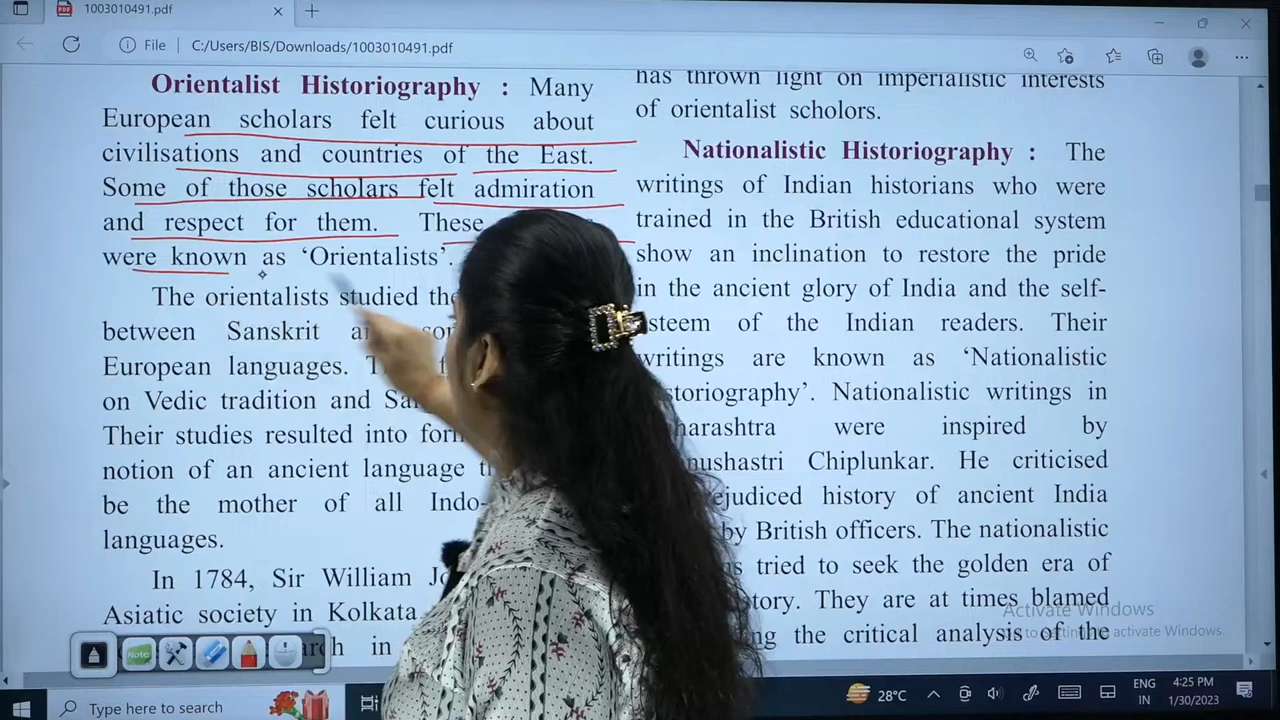 1003010491.pdf
File
C:/Users/BIS/Downloads/1003010491.pdf
Orientalist Historiography : Many
European scholars felt curious about
civilisations and countries of the East.
Some of those scholars felt admiration
and respect for them. These
were known as ‘Orientalists’.
The orientalists studied the
between Sanskrit
European languages.
on Vedic tradition and
Their studies resulted into
notion of an ancient language
be the mother of all Indo-
languages.
In 1784, Sir William
Asiatic society in Kolkata.
in
has thrown light on imperialistic interests
of orientalist scholors.
Nationalistic Historiography : The
writings of Indian historians who were
trained in the British educational system
show an inclination to restore the pride
in the ancient glory of India and the self-
esteem of the Indian readers. Their
writings are known as ‘Nationalistic
Historiography’. Nationalistic writings in
Maharashtra were inspired by
Chiplunkar. He criticised
history of ancient India
by British officers. The nationalistic
tried to seek the golden era of
They are at times blamed
the critical analysis of the
Activate Windows
to activate Windows.
Note
Type here to search
28°C
ENG
IN
4:25 PM
1/30/2023